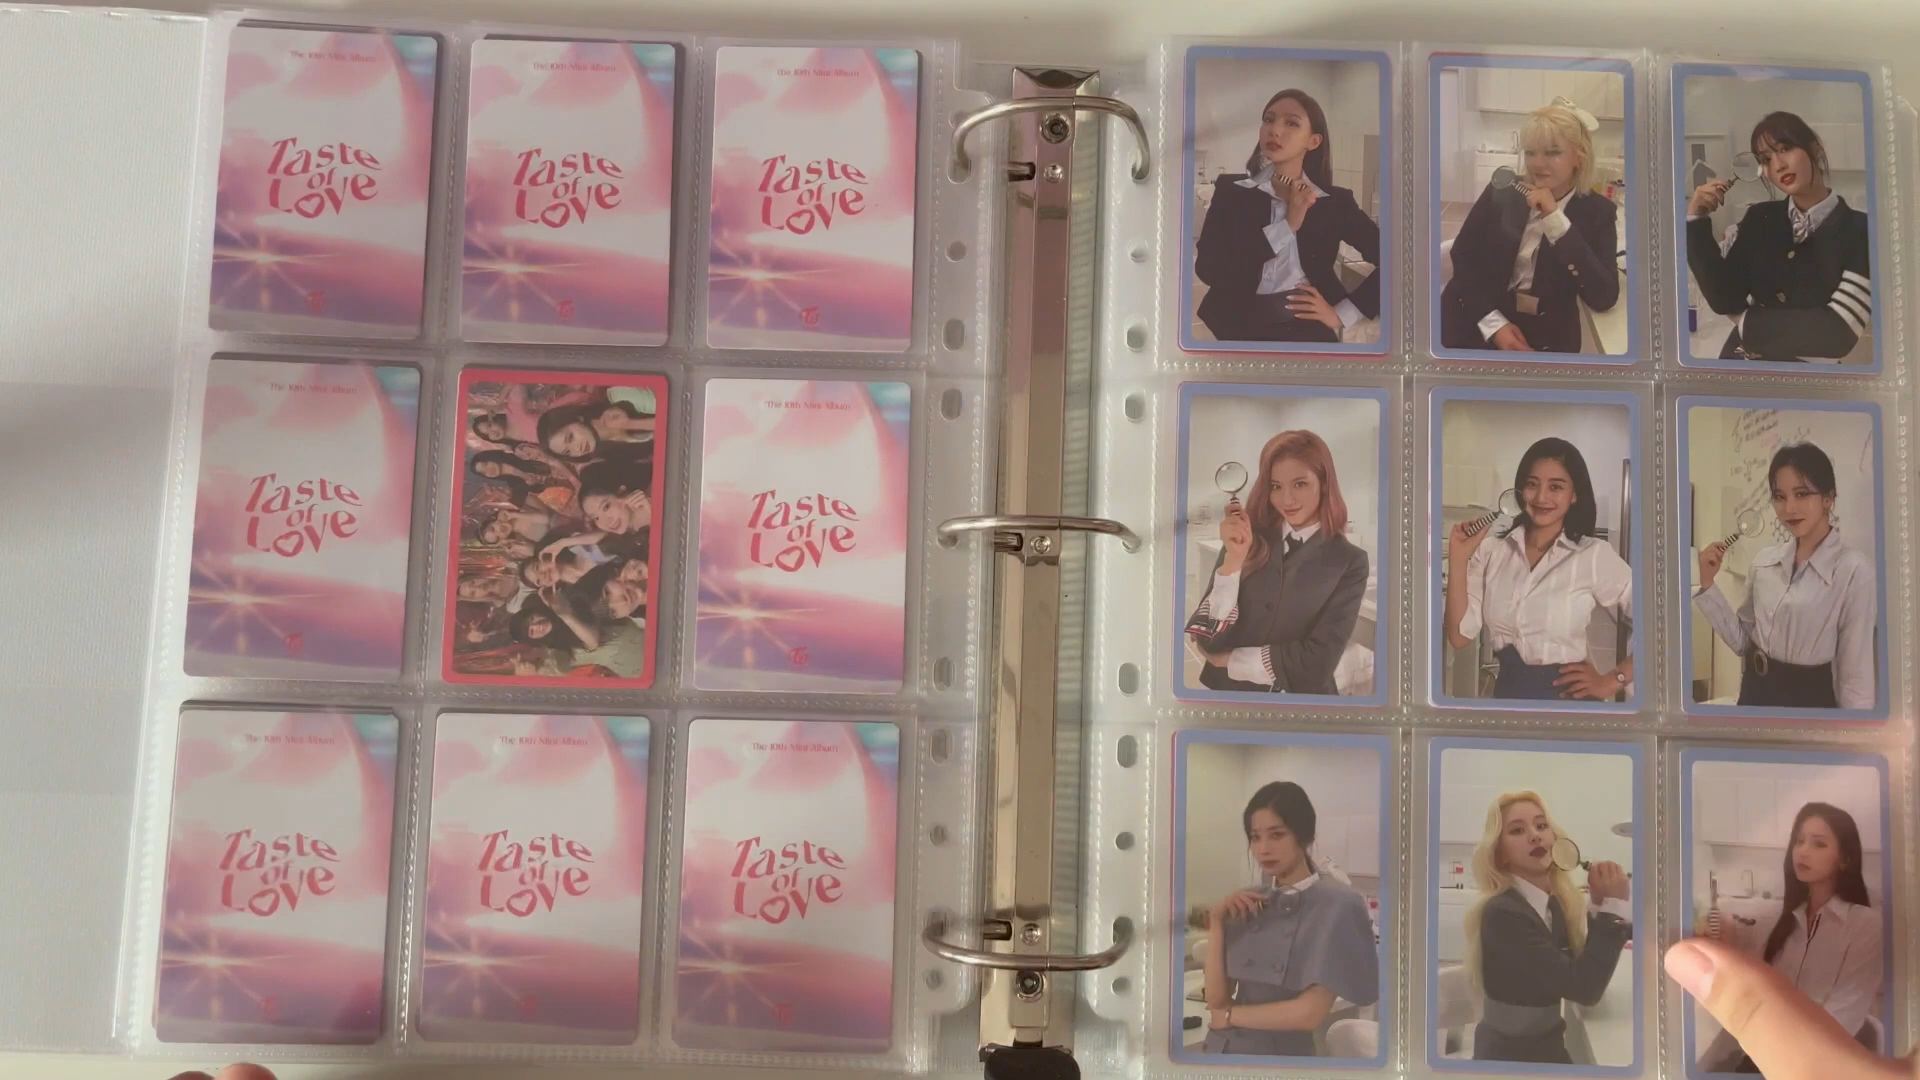 The 10th Mini Album
Taste
of
Love
The 10th Mini Album
Taste
of
Love
The 10th Mini Album
Taste
of
Love
The 10th Mini Album
Taste
of
Love
The 10th Mini Album
Taste
of
Love
The 10th Mini Album
Taste
of
Love
The 10th Mini Album
Taste
of
Love
The 10th Mini Album
Taste
of
Love